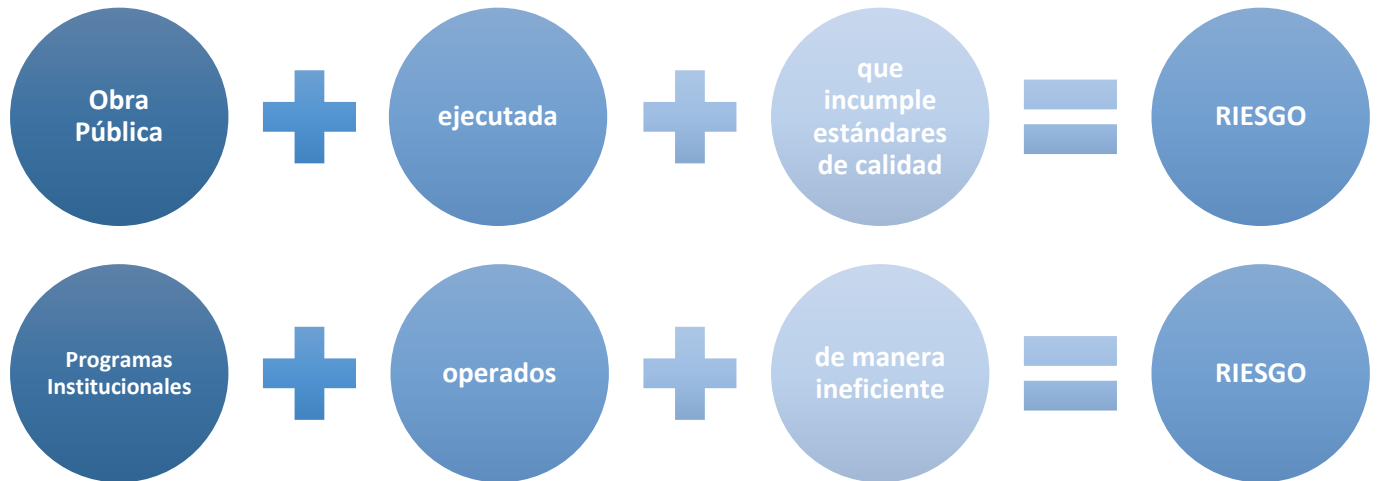 Obra
Pública
ejecutada
que
incumple
estándares
de calidad
RIESGO
Programas
Institucionales
operados
de manera
ineficiente
RIESGO